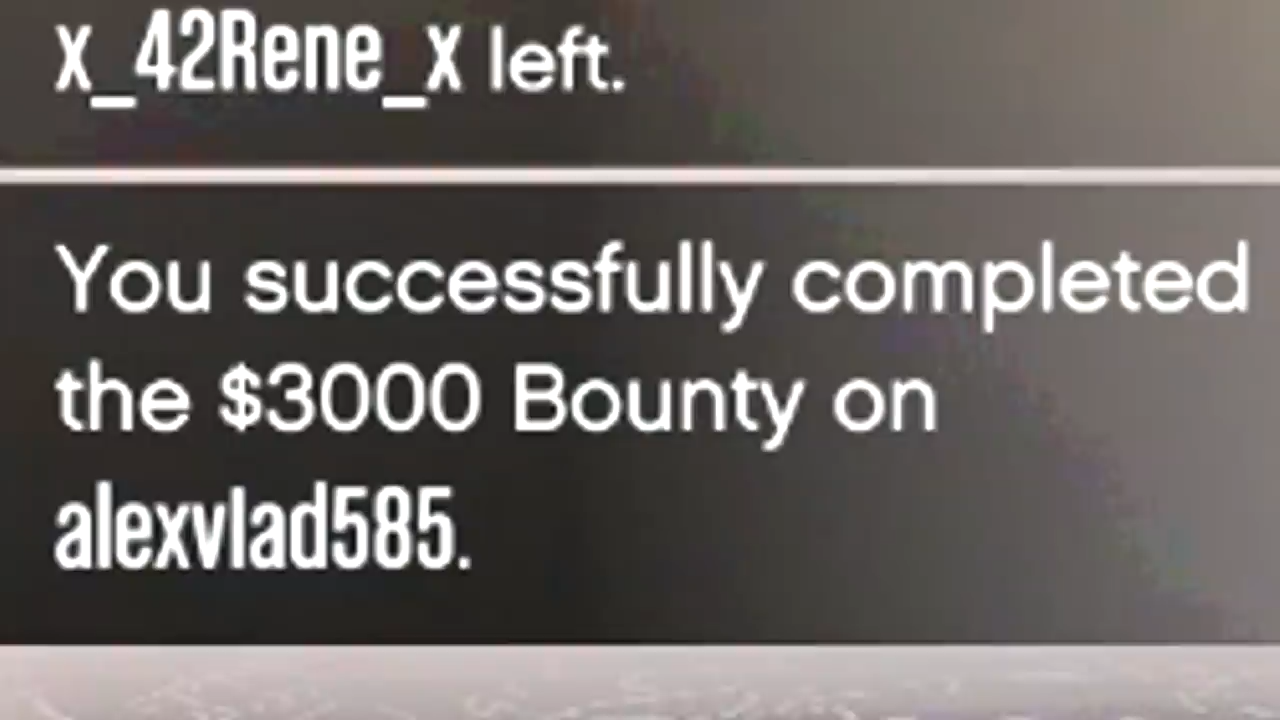 x_42Rene_x left.
You successfully completed
the $3000 Bounty on
alexvlad585.